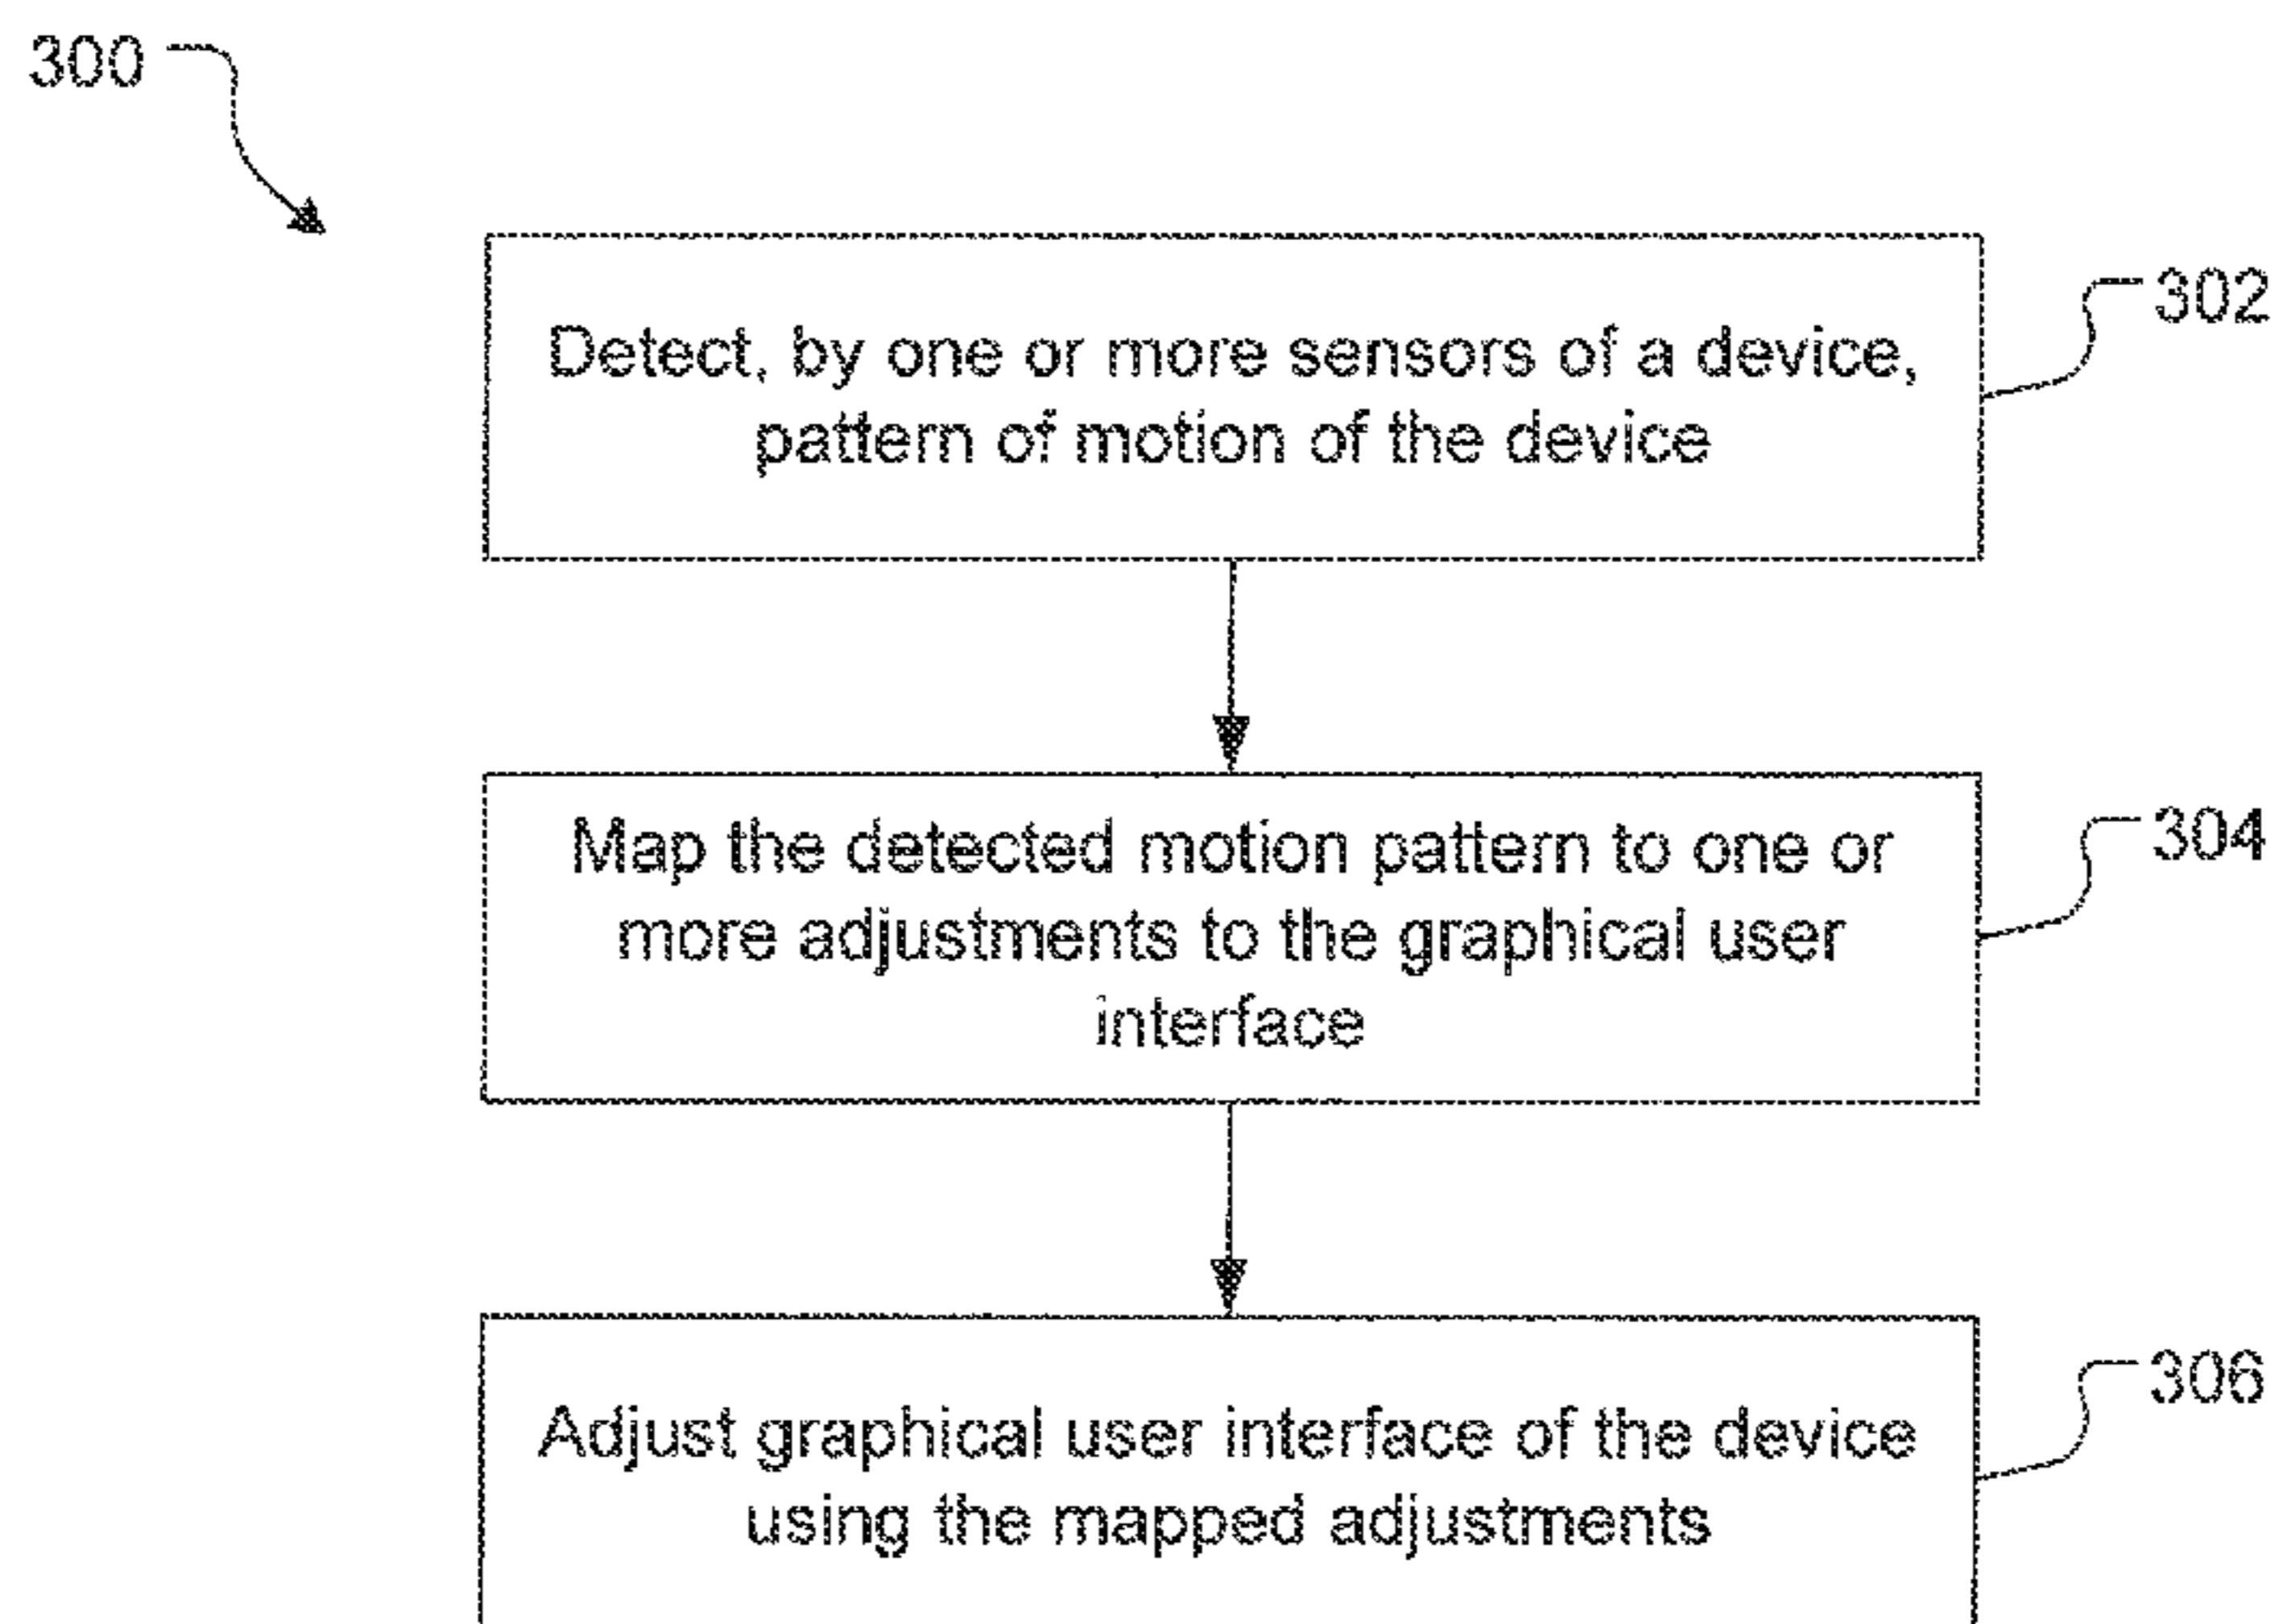 300
302
Detect, by one or more sensors of a device,
pattern of motion of the device
304
Map the detected motion pattern to one or
more adjustments to the graphical user
interface
306
Adjust graphical user interface of the device
using the mapped adjustments